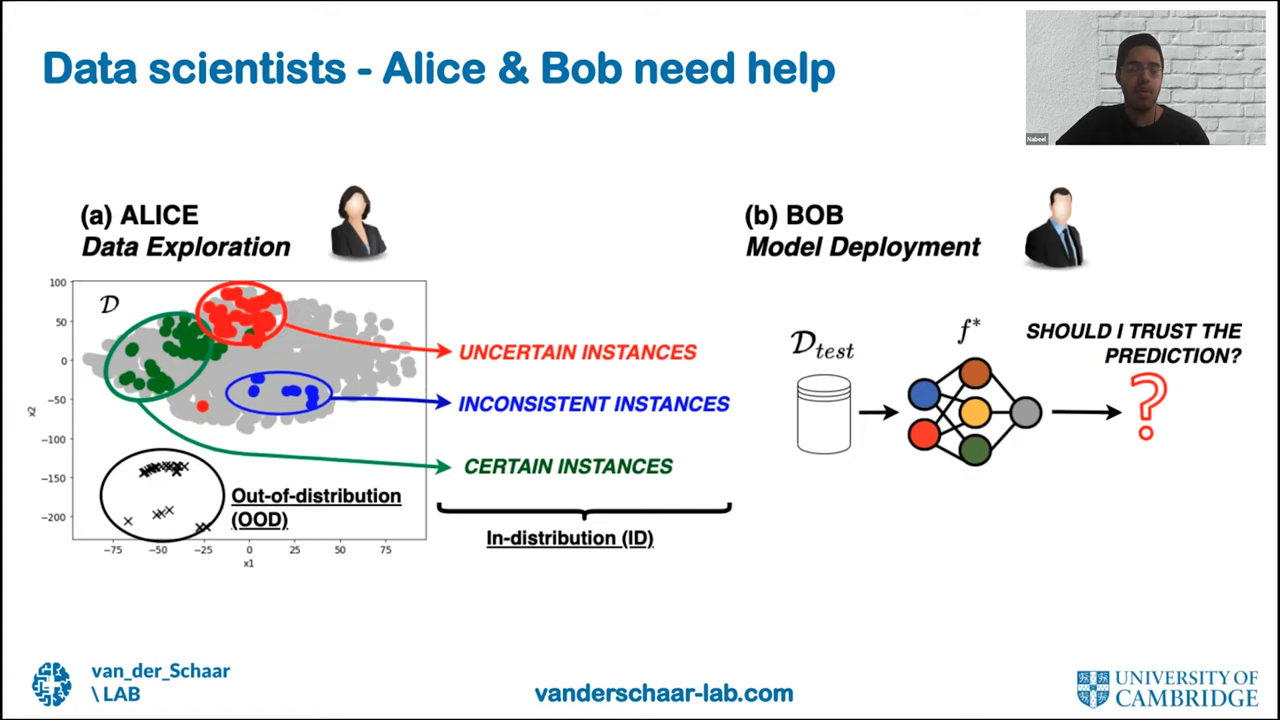 Data scientists - Alice & Bob need help
Nabeel
(a) ALICE
Data Exploration
(b) BOB
Model Deployment
100
50
0
−50
−100
−150
−200
x2
−75
−50
−25
0
25
50
75
x1
𝒟
UNCERTAIN INSTANCES
INCONSISTENT INSTANCES
CERTAIN INSTANCES
Out-of-distribution
(OOD)
In-distribution (ID)
𝒟test
f*
SHOULD I TRUST THE
PREDICTION?
?
van_der_Schaar
\ LAB
vanderschaar-lab.com
UNIVERSITY OF
CAMBRIDGE